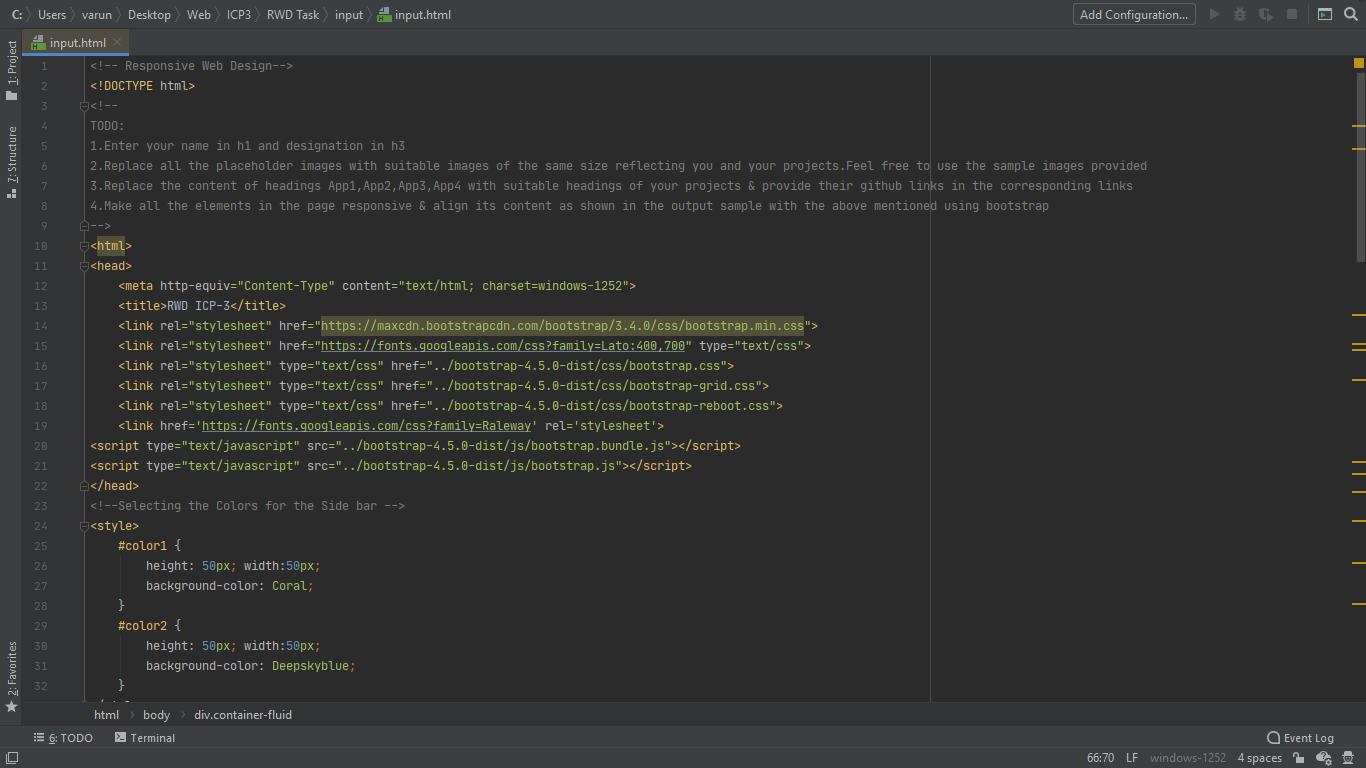 C: Users varun Desktop Web ICP3 RWD Task input input.html Add Configuration...
input.html
1: Project
7: Structure
2: Favorites
1 <!-- Responsive Web Design-->
2 <!DOCTYPE html>
3 <!--
4 TODO:
5 1.Enter your name in h1 and designation in h3
6 2.Replace all the placeholder images with suitable images of the same size reflecting you and your projects.Feel free to use the sample images provided
7 3.Replace the content of headings App1,App2,App3,App4 with suitable headings of your projects & provide their github links in the corresponding links
8 4.Make all the elements in the page responsive & align its content as shown in the output sample with the above mentioned using bootstrap
9 -->
10 <html>
11 <head>
12 <meta http-equiv="Content-Type" content="text/html; charset=windows-1252">
13 <title>RWD ICP-3</title>
14 <link rel="stylesheet" href="https://maxcdn.bootstrapcdn.com/bootstrap/3.4.0/css/bootstrap.min.css">
15 <link rel="stylesheet" href="https://fonts.googleapis.com/css?family=Lato:400,700" type="text/css">
16 <link rel="stylesheet" type="text/css" href="../bootstrap-4.5.0-dist/css/bootstrap.css">
17 <link rel="stylesheet" type="text/css" href="../bootstrap-4.5.0-dist/css/bootstrap-grid.css">
18 <link rel="stylesheet" type="text/css" href="../bootstrap-4.5.0-dist/css/bootstrap-reboot.css">
19 <link href='https://fonts.googleapis.com/css?family=Raleway' rel='stylesheet'>
20 <script type="text/javascript" src="../bootstrap-4.5.0-dist/js/bootstrap.bundle.js"></script>
21 <script type="text/javascript" src="../bootstrap-4.5.0-dist/js/bootstrap.js"></script>
22 </head>
23 <!--Selecting the Colors for the Side bar -->
24 <style>
25 #color1 {
26 height: 50px; width:50px;
27 background-color: Coral;
28 }
29 #color2 {
30 height: 50px; width:50px;
31 background-color: Deepskyblue;
32 }
html body div.container-fluid
6: TODO Terminal Event Log
66:70 LF windows-1252 4 spaces